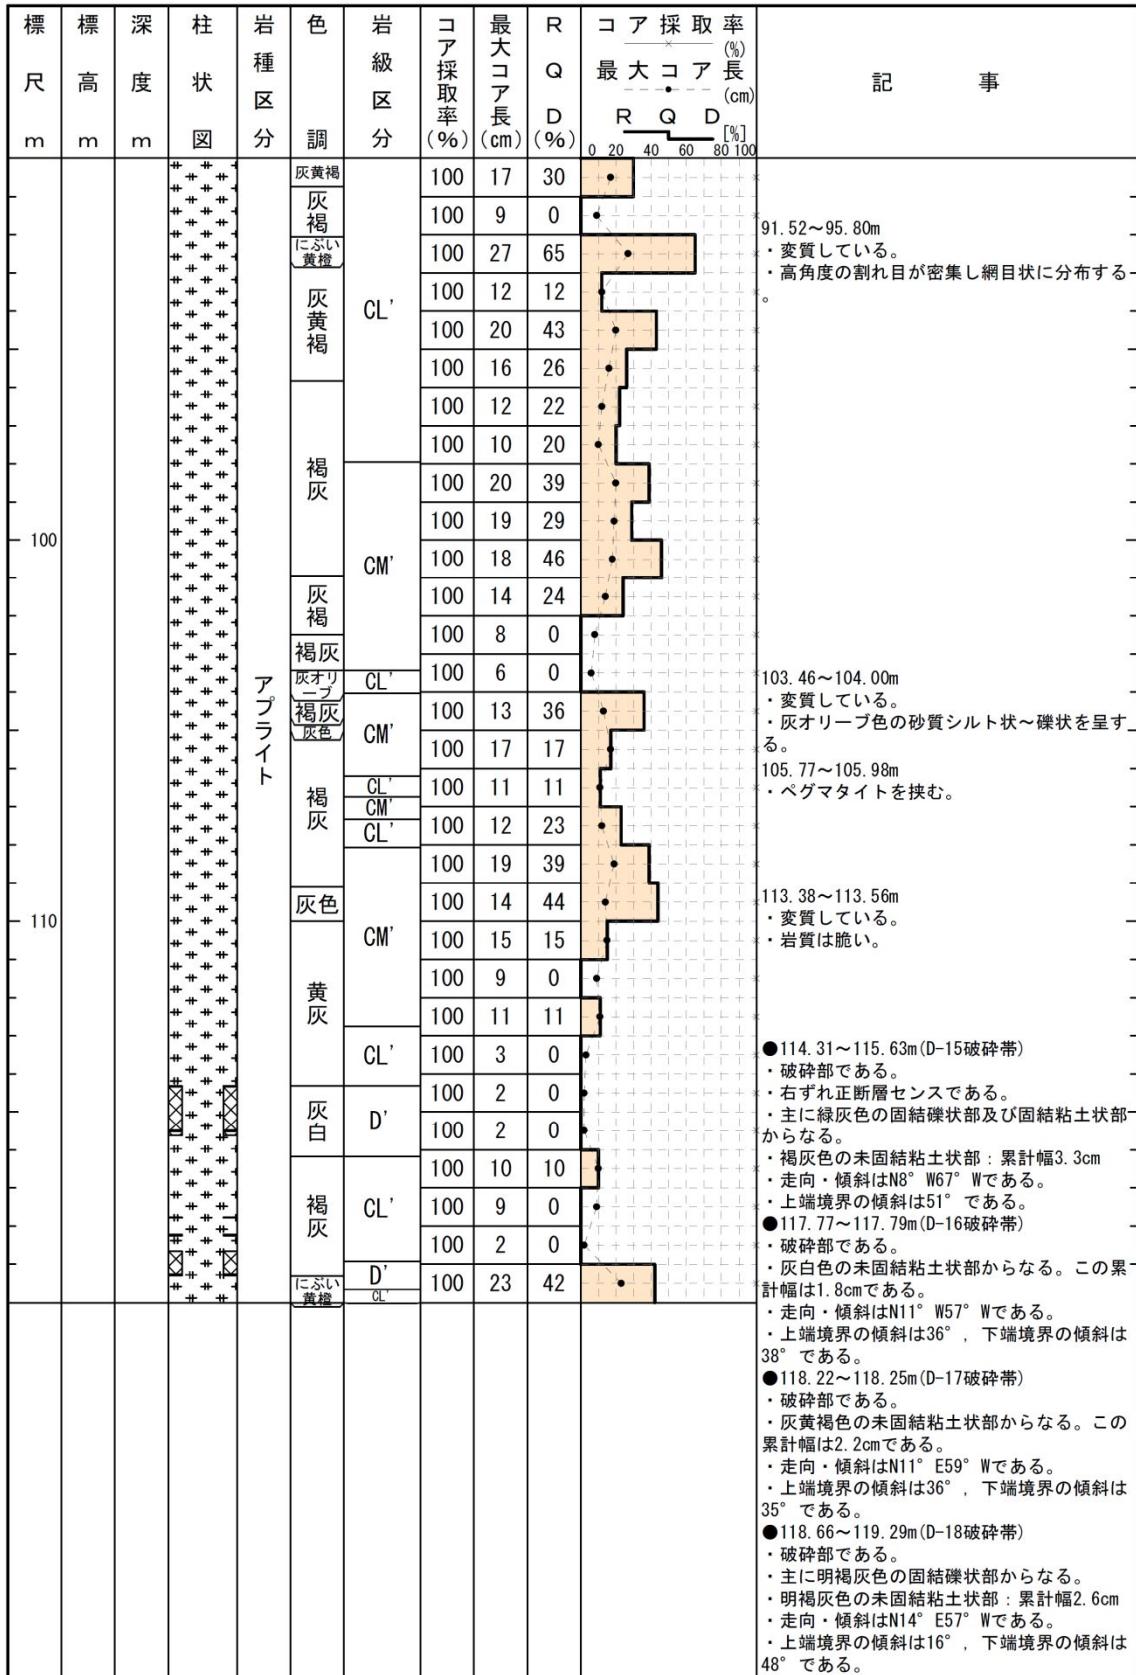 標尺m 標高m 深度m 柱状図 岩種区分 色調 岩級区分 コア採取率(%) 最大コア長(cm) RQD(%) コア採取率(%) 最大コア長(cm) RQD[%] 記事
0 20 40 60 80 100
100
110
アプライト
灰黄褐
灰褐
にぶい黄橙
灰黄褐
褐灰
灰褐
褐灰
灰オリーブ
褐灰
灰色
褐灰
灰色
黄灰
灰白
褐灰
にぶい黄橙
CL'
CM'
CL'
CM'
CL'
CM'
CL'
CM'
CL'
D'
CL'
D'
CL'
100 17 30
100 9 0
100 27 65
100 12 12
100 20 43
100 16 26
100 12 22
100 10 20
100 20 39
100 19 29
100 18 46
100 14 24
100 8 0
100 6 0
100 13 36
100 17 17
100 11 11
100 12 23
100 19 39
100 14 44
100 15 15
100 9 0
100 11 11
100 3 0
100 2 0
100 2 0
100 10 10
100 9 0
100 2 0
100 23 42
91.52～95.80m
・変質している。
・高角度の割れ目が密集し網目状に分布する
。
103.46～104.00m
・変質している。
・灰オリーブ色の砂質シルト状～礫状を呈す
る。
105.77～105.98m
・ペグマタイトを挟む。
113.38～113.56m
・変質している。
・岩質は脆い。
●114.31～115.63m(D-15破砕帯)
・破砕部である。
・右ずれ正断層センスである。
・主に緑灰色の固結礫状部及び固結粘土状部
からなる。
・褐灰色の未固結粘土状部：累計幅3.3cm
・走向・傾斜はN8°W67°Wである。
・上端境界の傾斜は51°である。
●117.77～117.79m(D-16破砕帯)
・破砕部である。
・灰白色の未固結粘土状部からなる。この累
計幅は1.8cmである。
・走向・傾斜はN11°W57°Wである。
・上端境界の傾斜は36°，下端境界の傾斜は
38°である。
●118.22～118.25m(D-17破砕帯)
・破砕部である。
・灰黄褐色の未固結粘土状部からなる。この
累計幅は2.2cmである。
・走向・傾斜はN11°E59°Wである。
・上端境界の傾斜は36°，下端境界の傾斜は
35°である。
●118.66～119.29m(D-18破砕帯)
・破砕部である。
・主に明褐灰色の固結礫状部からなる。
・明褐灰色の未固結粘土状部：累計幅2.6cm
・走向・傾斜はN14°E57°Wである。
・上端境界の傾斜は16°，下端境界の傾斜は
48°である。